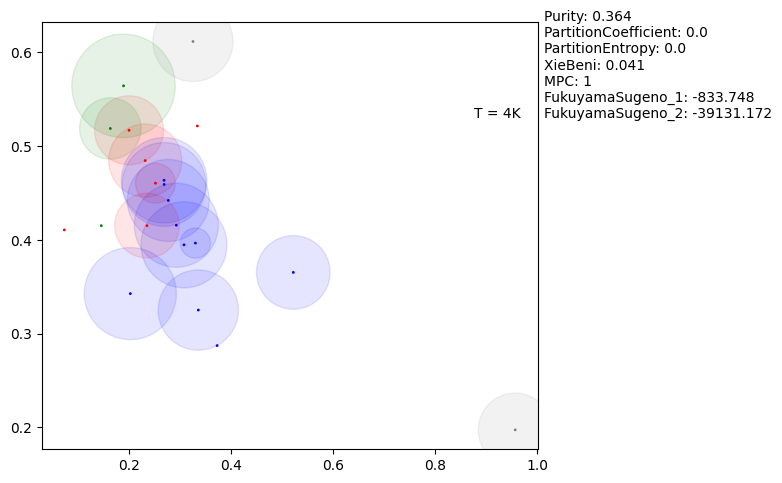 Purity: 0.364
PartitionCoefficient: 0.0
PartitionEntropy: 0.0
XieBeni: 0.041
MPC: 1
FukuyamaSugeno_1: -833.748
FukuyamaSugeno_2: -39131.172
T = 4K
0.6
0.5
0.4
0.3
0.2
0.2
0.4
0.6
0.8
1.0